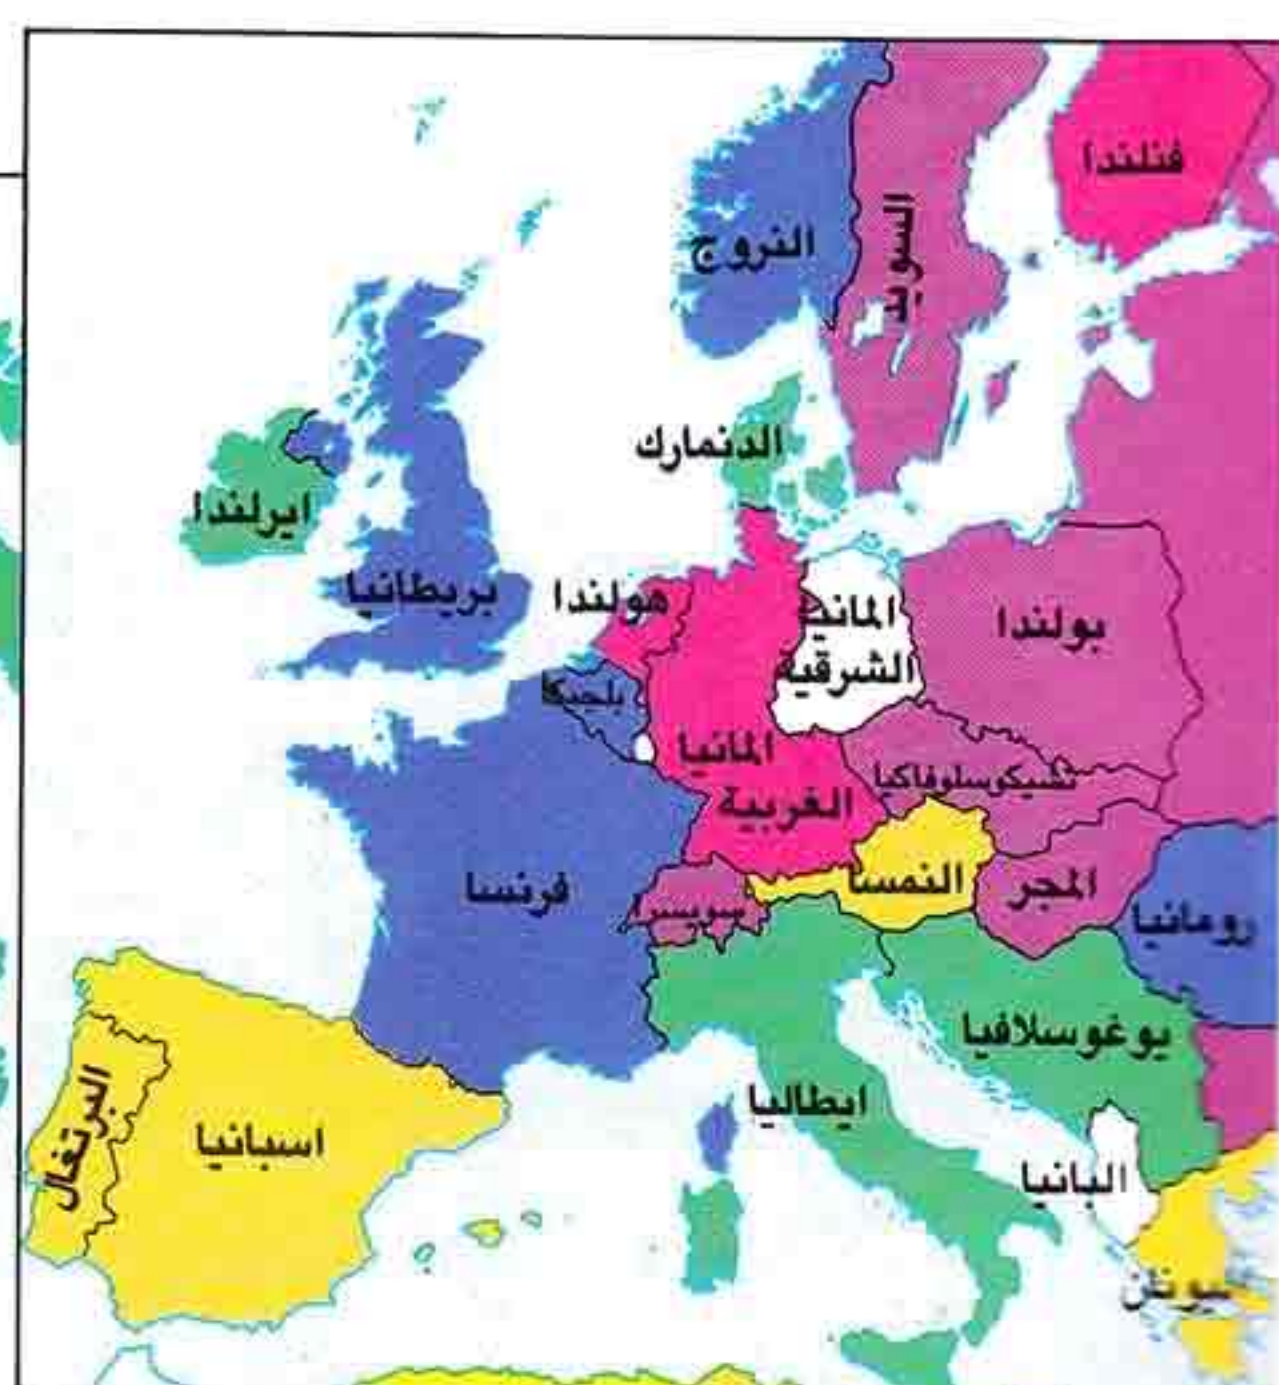 فنلندا
السويد
النروج
الدنمارك
ايرلندا
بريطانيا
هولندا
المانيا
الشرقية
بولندا
بلجيكا
المانيا
الغربية
تشيكوسلوفاكيا
فرنسا
سويسرا
النمسا
المجر
رومانيا
يوغوسلافيا
ايطاليا
البرتغال
اسبانيا
البانيا